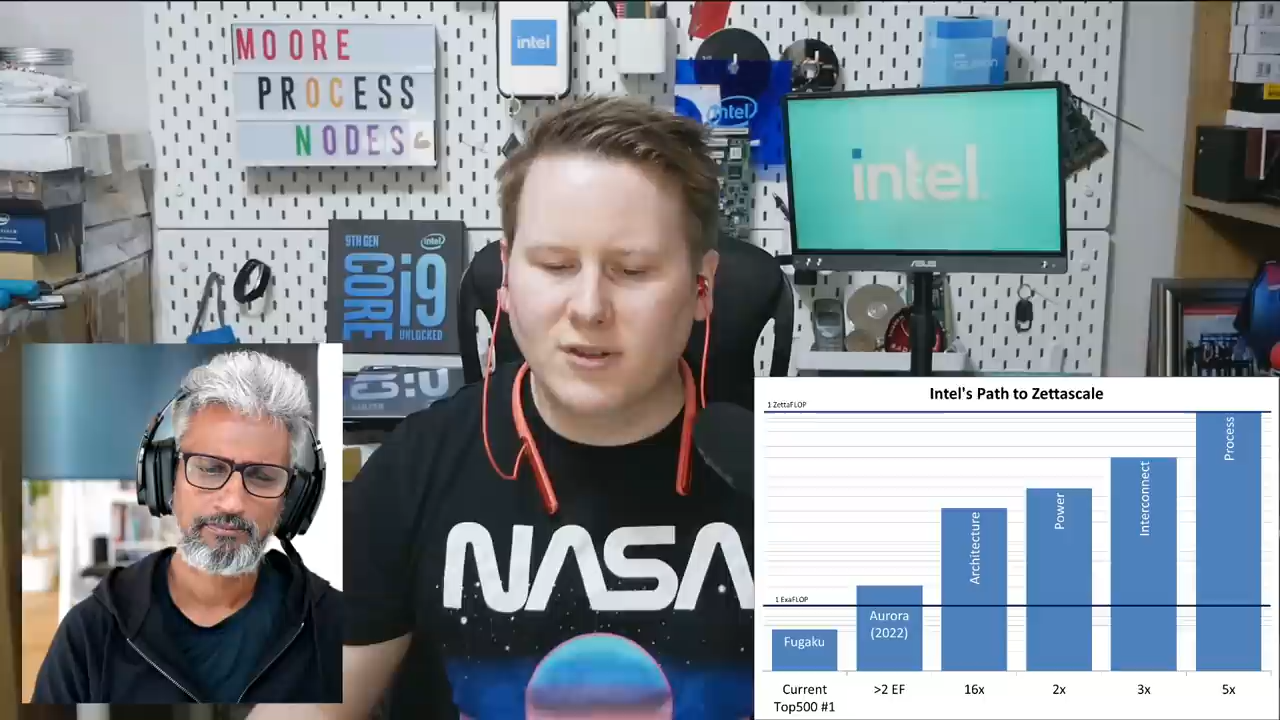 MOORE
PROCESS
NODES
intel
intel
CELERON
intel
ASUS
9TH GEN
intel
CORE
i9
UNLOCKED
NASA
Intel's Path to Zettascale
1 ZettaFLOP
Process
Interconnect
Power
Architecture
1 ExaFLOP
Aurora
(2022)
Fugaku
Current
Top500 #1
>2 EF
16x
2x
3x
5x